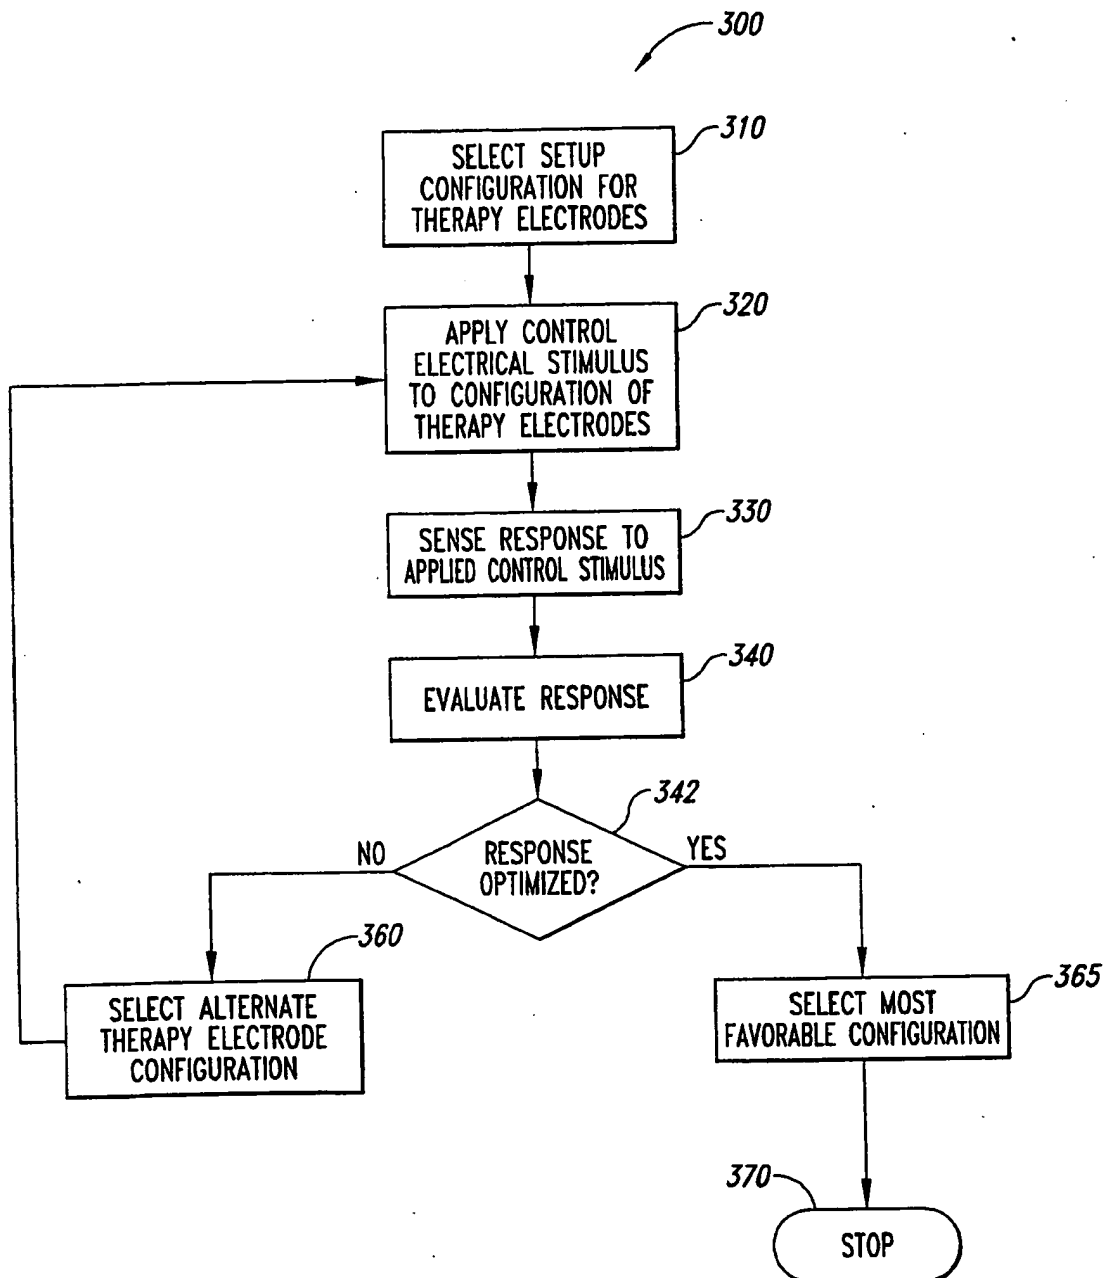 300
310
SELECT SETUP
CONFIGURATION FOR
THERAPY ELECTRODES
320
APPLY CONTROL
ELECTRICAL STIMULUS
TO CONFIGURATION OF
THERAPY ELECTRODES
330
SENSE RESPONSE TO
APPLIED CONTROL STIMULUS
340
EVALUATE RESPONSE
342
NO
RESPONSE
OPTIMIZED?
YES
360
SELECT ALTERNATE
THERAPY ELECTRODE
CONFIGURATION
365
SELECT MOST
FAVORABLE CONFIGURATION
370
STOP